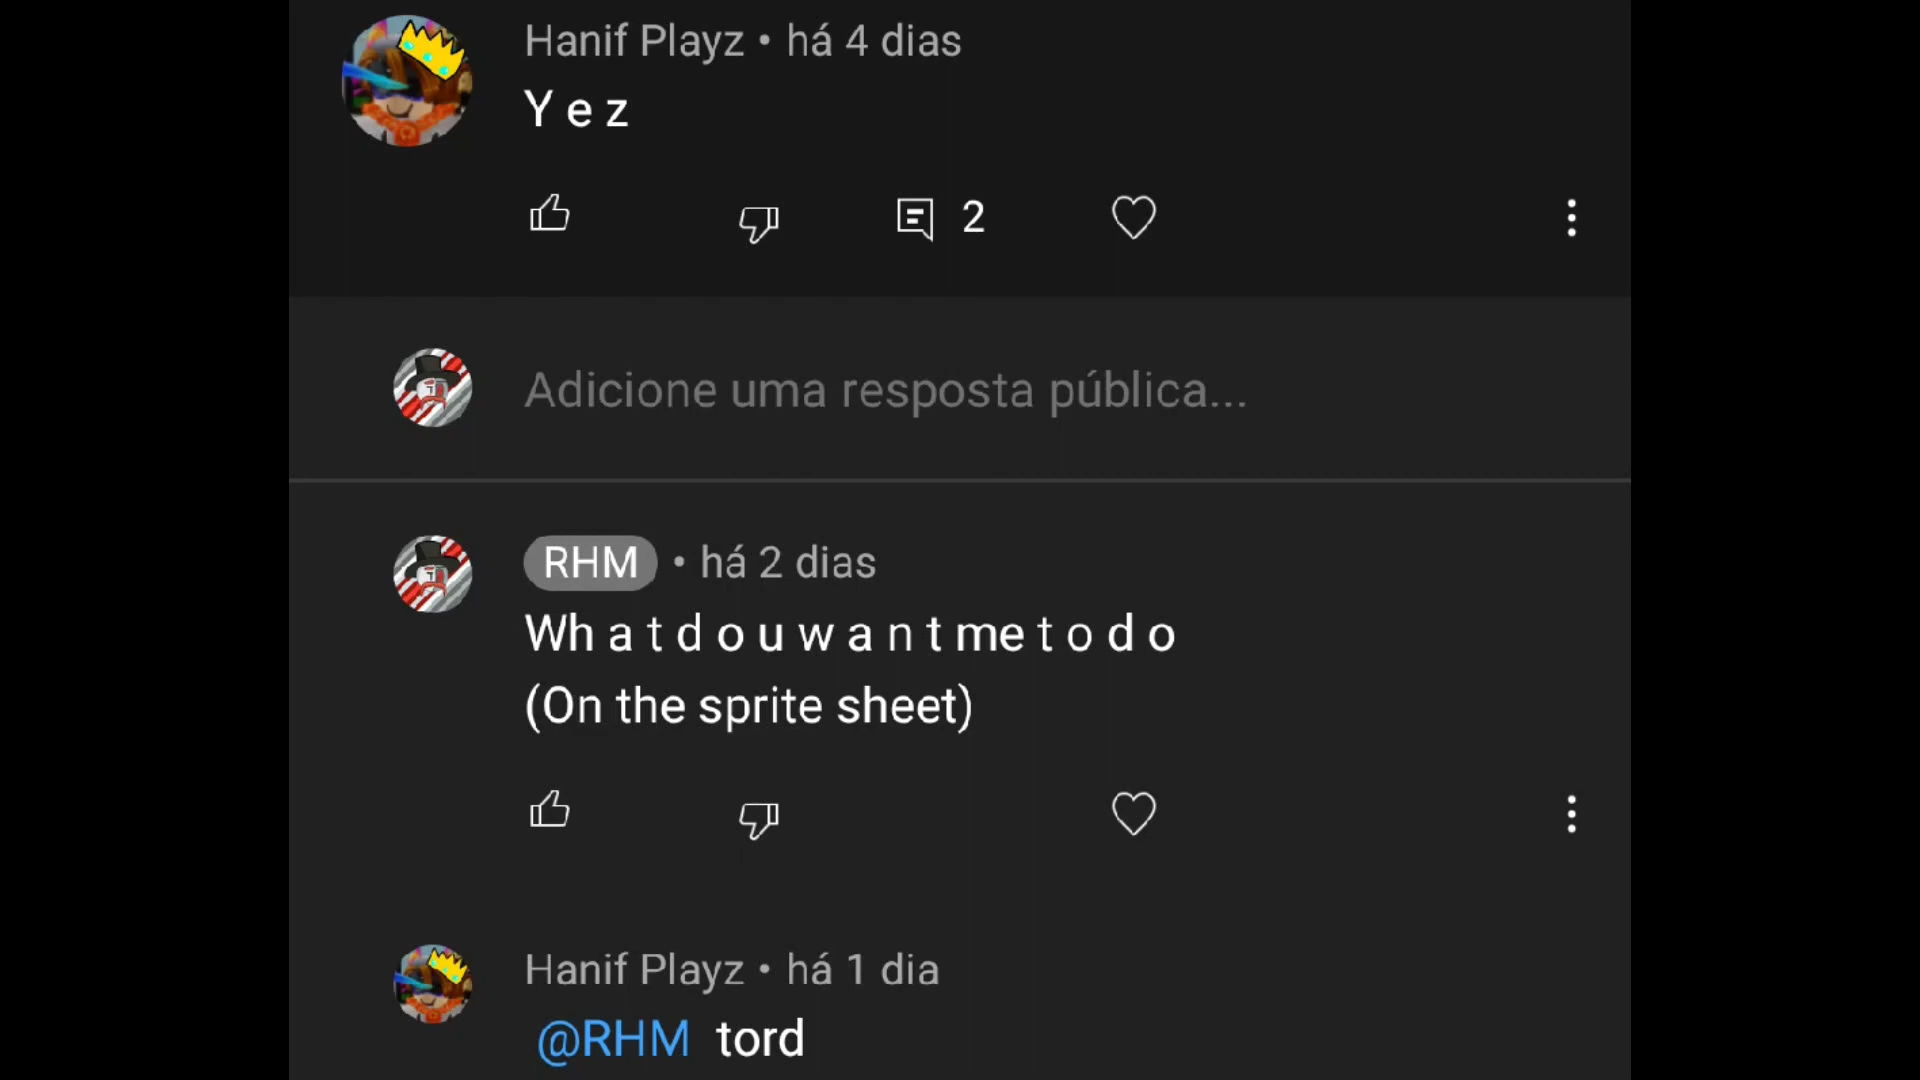 Hanif Playz • há 4 dias
Y e z
2
Adicione uma resposta pública...
RHM • há 2 dias
Wh a t d o u w a n t me t o d o
(On the sprite sheet)
Hanif Playz • há 1 dia
@RHM tord